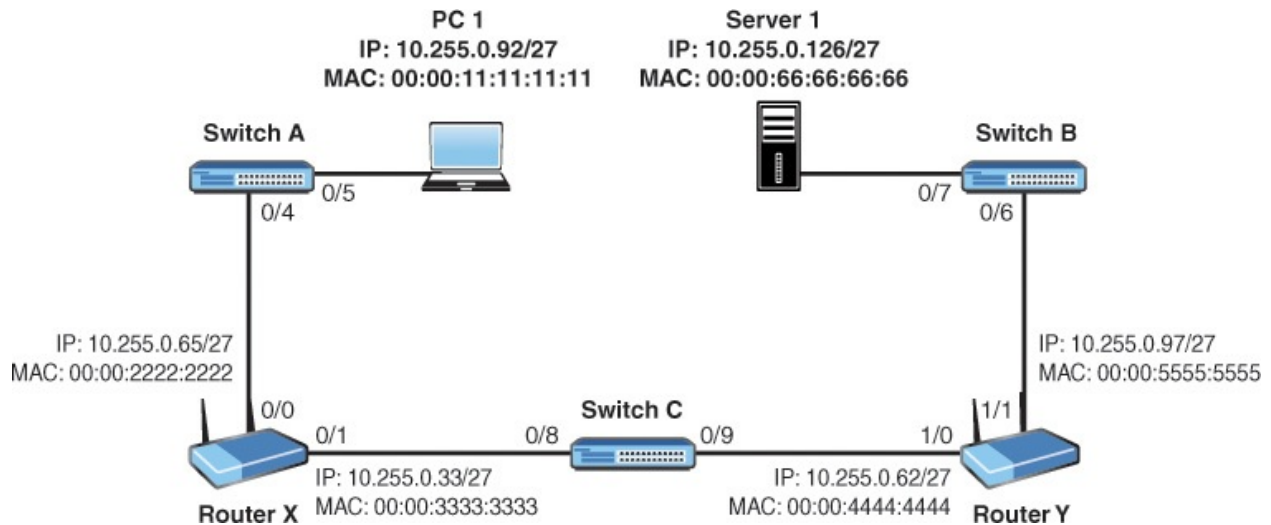 PC 1
IP: 10.255.0.92/27
MAC: 00:00:11:11:11:11
Server 1
IP: 10.255.0.126/27
MAC: 00:00:66:66:66:66
Switch A
0/5
0/4
Switch B
0/7
0/6
IP: 10.255.0.65/27
MAC: 00:00:2222:2222
0/0
IP: 10.255.0.97/27
MAC: 00:00:5555:5555
1/1
Router X
0/1
IP: 10.255.0.33/27
MAC: 00:00:3333:3333
Switch C
0/8
0/9
1/0
IP: 10.255.0.62/27
MAC: 00:00:4444:4444
Router Y